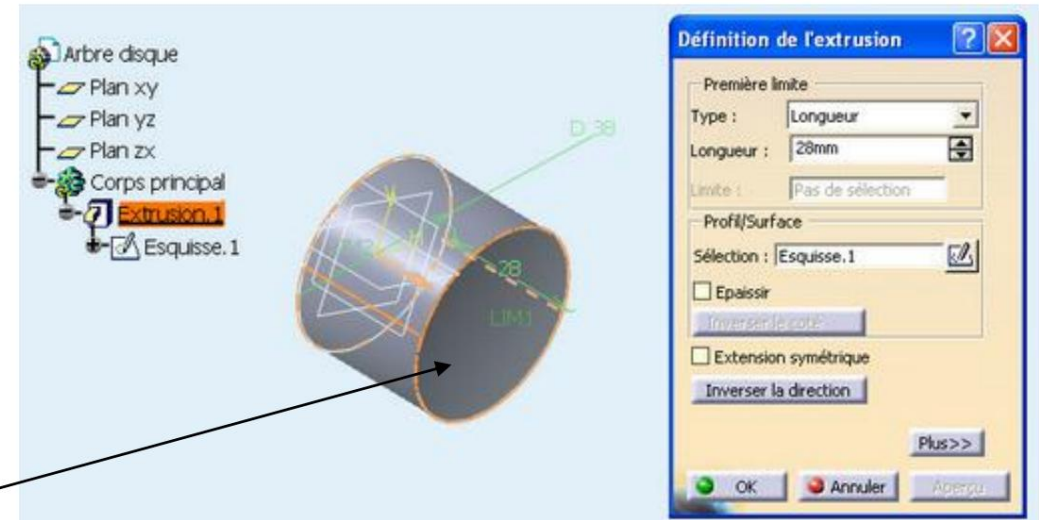 Arbre disque
Plan xy
Plan yz
Plan zx
Corps principal
Extrusion.1
Esquisse.1
D 38
V
H
28
LIM1
Définition de l'extrusion
Première limite
Type : Longueur
Longueur : 28mm
Limite : Pas de sélection
Profil/Surface
Sélection : Esquisse.1
Epaissir
Inverser le coté
Extension symétrique
Inverser la direction
Plus>>
OK Annuler Aperçu